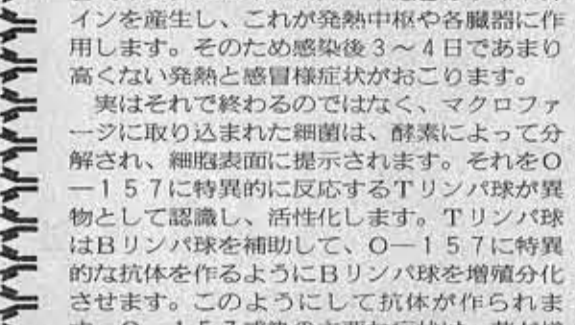 インを産生し、これが発熱中枢や各臓器に作
用します。そのため感染後３～４日であまり
高くない発熱と感冒様症状がおこります。
　実はそれで終わるのではなく、マクロファ
ージに取り込まれた細菌は、酵素によって分
解され、細胞表面に提示されます。それをＯ
―１５７に特異的に反応するＴリンパ球が異
物として認識し、活性化します。Ｔリンパ球
はＢリンパ球を補助して、Ｏ―１５７に特異
的な抗体を作るようにＢリンパ球を増殖分化
させます。このようにして抗体が作られま